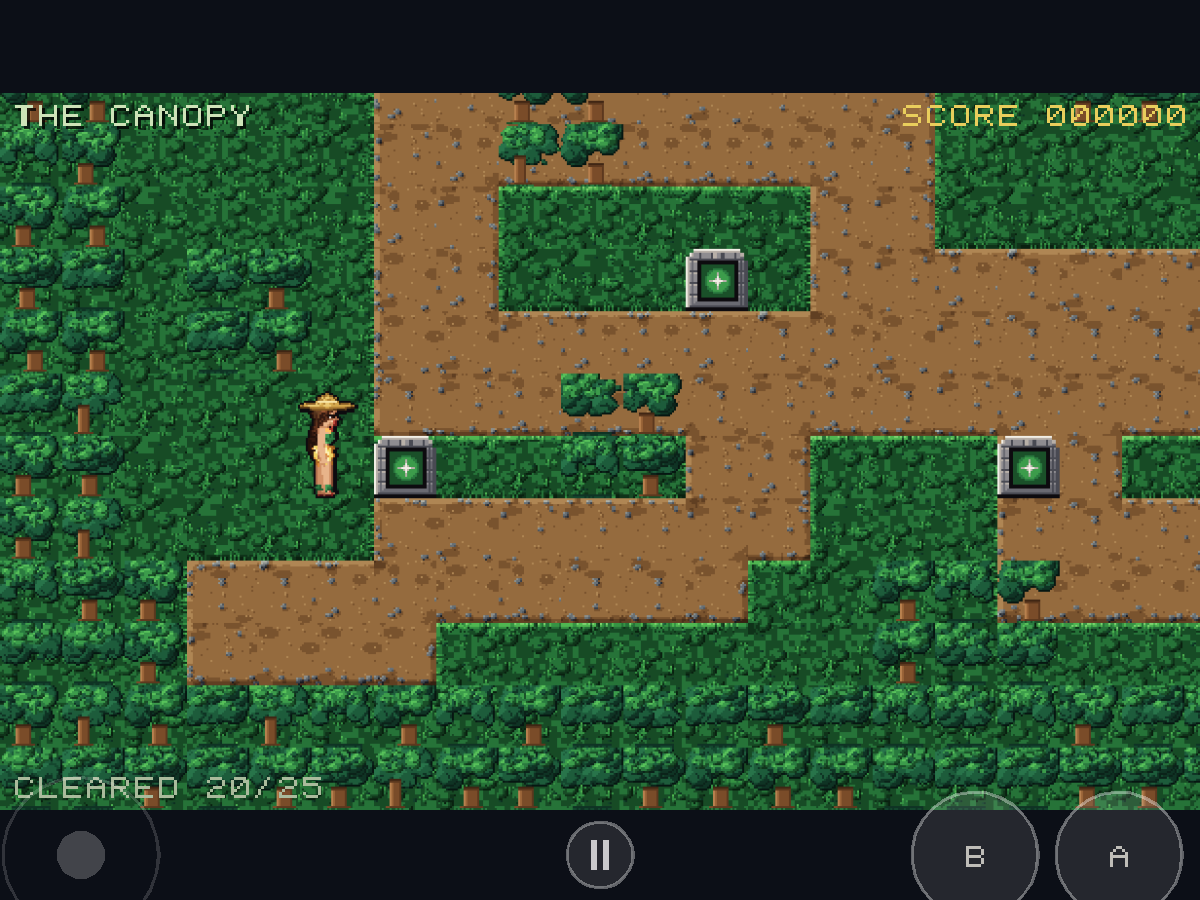 THE CANOPY
SCORE 000000
CLEARED 20/25
B
A